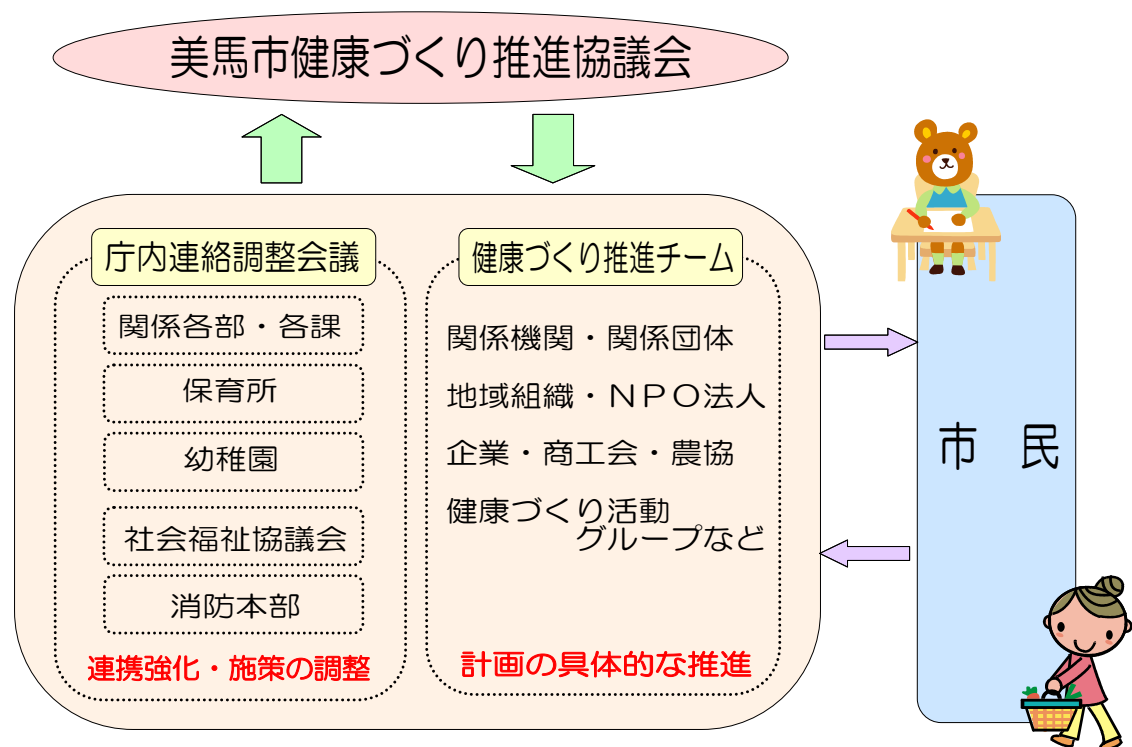 美馬市健康づくり推進協議会
庁内連絡調整会議
関係各部・各課
保育所
幼稚園
社会福祉協議会
消防本部
連携強化・施策の調整
健康づくり推進チーム
関係機関・関係団体
地域組織・ＮＰＯ法人
企業・商工会・農協
健康づくり活動
グループなど
計画の具体的な推進
市　民